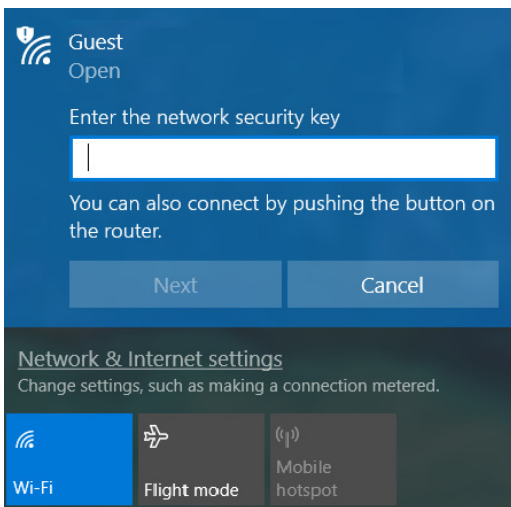 Guest
Open
Enter the network security key
You can also connect by pushing the button on
the router.
Next
Cancel
Network & Internet settings
Change settings, such as making a connection metered.
Wi-Fi
Flight mode
Mobile
hotspot